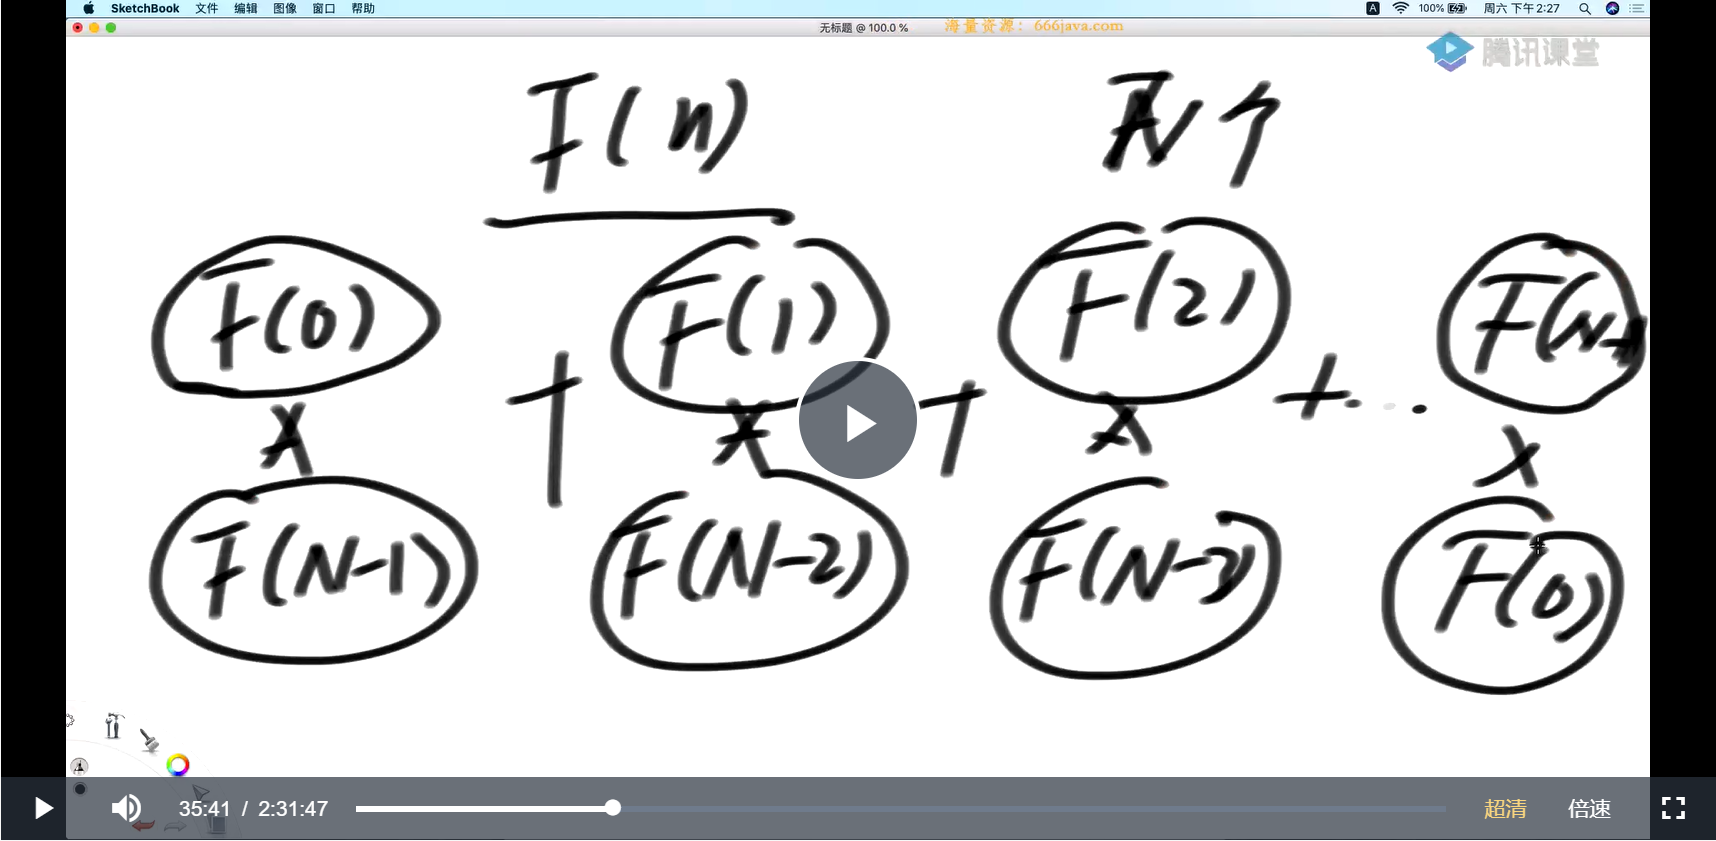 SketchBook 文件 编辑 图像 窗口 帮助
A 100% 周六 下午2:27
无标题 @ 100.0 %
海量资源：666java.com
腾讯课堂
F(n) N个
F(0) F(1) F(2) F(N-1
+ + +...
X X X X
F(N-1) F(N-2) F(N-3) F(0)
35:41 / 2:31:47 超清 倍速